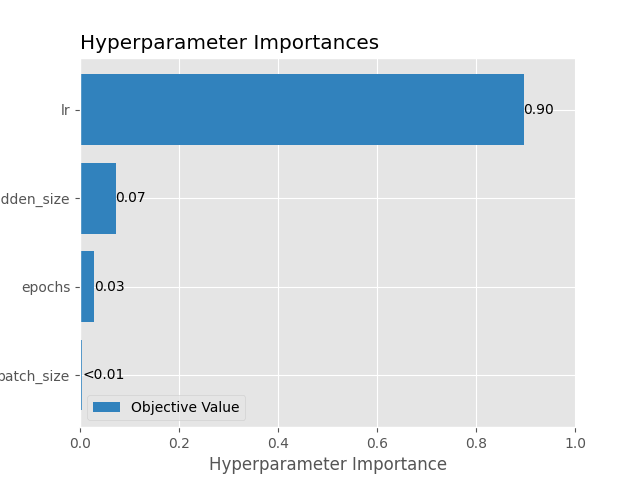 Hyperparameter Importances
lr
0.90
dden_size
0.07
epochs
0.03
batch_size
<0.01
Objective Value
0.0 0.2 0.4 0.6 0.8 1.0
Hyperparameter Importance